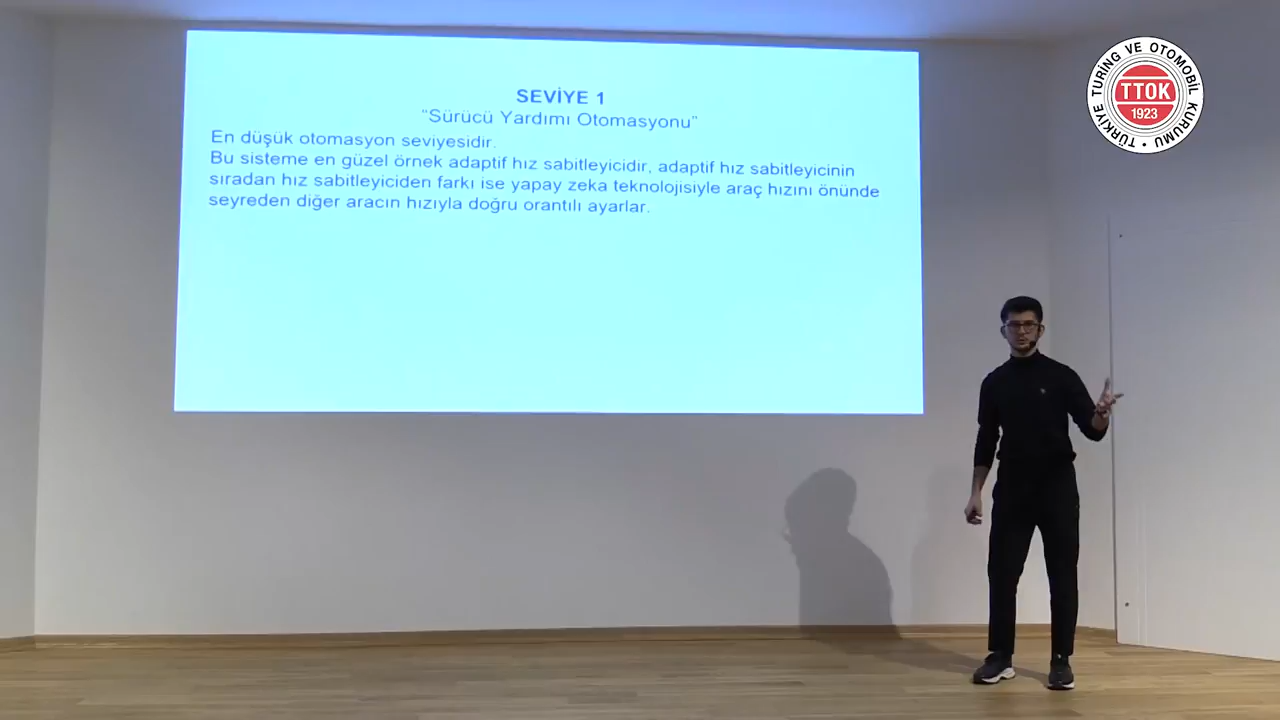 SEVİYE 1
“Sürücü Yardımı Otomasyonu”
En düşük otomasyon seviyesidir.
Bu sisteme en güzel örnek adaptif hız sabitleyicidir, adaptif hız sabitleyicinin
sıradan hız sabitleyiciden farkı ise yapay zeka teknolojisiyle araç hızını önünde
seyreden diğer aracın hızıyla doğru orantılı ayarlar.
TÜRKİYE TURİNG VE OTOMOBİL KURUMU
TTOK
1923